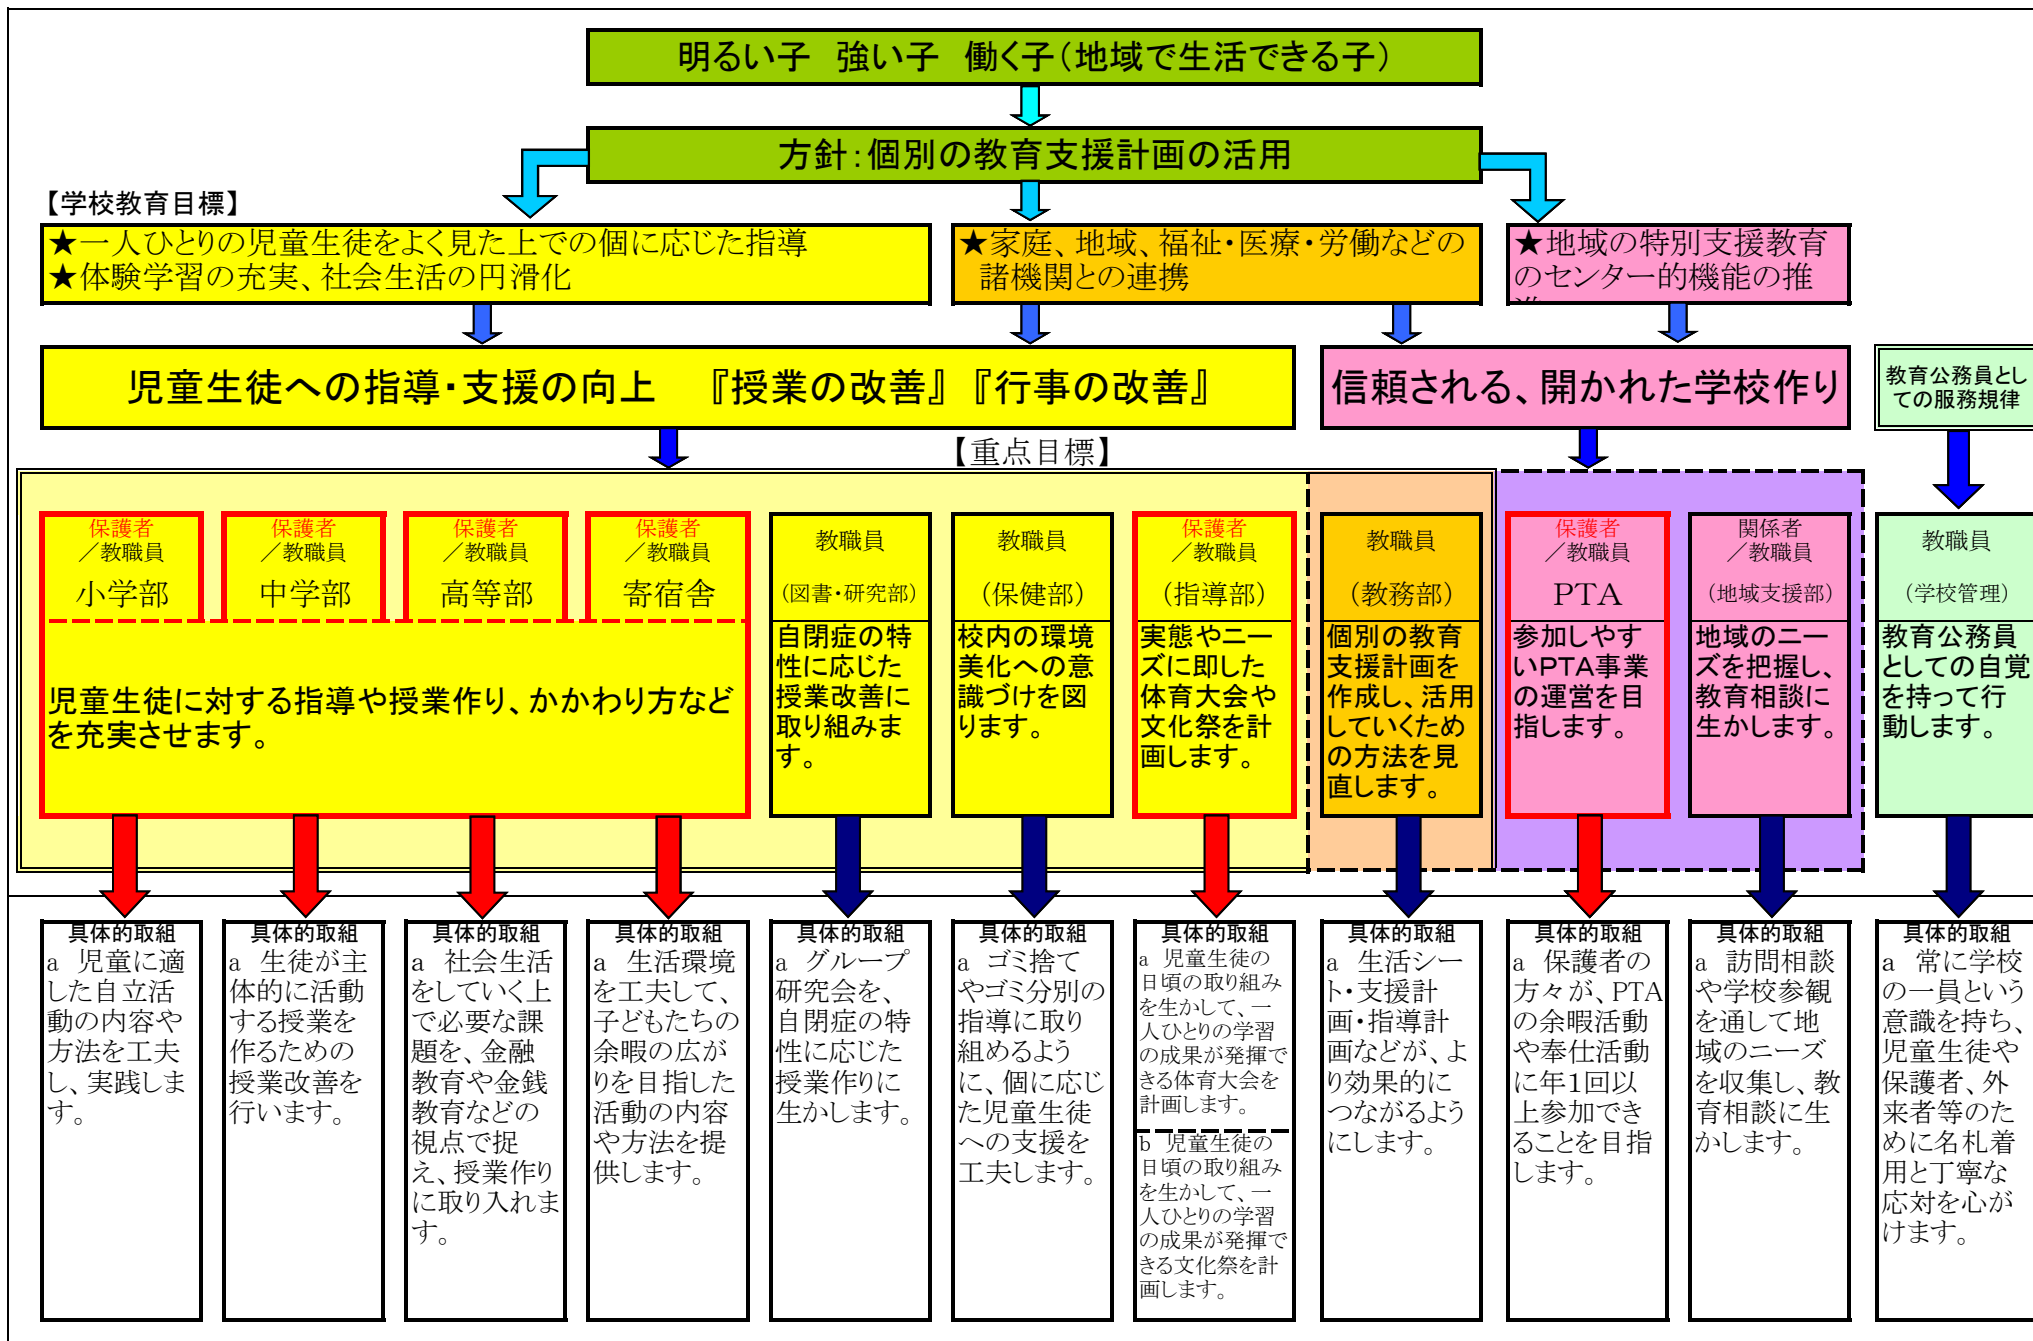 明るい子　強い子　働く子（地域で生活できる子）
方針：個別の教育支援計画の活用
【学校教育目標】
★一人ひとりの児童生徒をよく見た上での個に応じた指導
★体験学習の充実、社会生活の円滑化
★家庭、地域、福祉・医療・労働などの
諸機関との連携
★地域の特別支援教育
のセンター的機能の推
児童生徒への指導・支援の向上　『授業の改善』『行事の改善』
信頼される、開かれた学校作り
教育公務員とし
ての服務規律
【重点目標】
保護者
／教職員
小学部
保護者
／教職員
中学部
保護者
／教職員
高等部
保護者
／教職員
寄宿舎
児童生徒に対する指導や授業作り、かかわり方など
を充実させます。
教職員
（図書・研究部）
自閉症の特
性に応じた
授業改善に
取り組みま
す。
教職員
（保健部）
校内の環境
美化への意
識づけを図
ります。
保護者
／教職員
（指導部）
実態やニー
ズに即した
体育大会や
文化祭を計
画します。
教職員
（教務部）
個別の教育
支援計画を
作成し、活用
していくため
の方法を見
直します。
保護者
／教職員
PTA
参加しやす
いPTA事業
の運営を目
指します。
関係者
／教職員
（地域支援部）
地域のニー
ズを把握し、
教育相談に
生かします。
教職員
（学校管理）
教育公務員
としての自覚
を持って行
動します。
具体的取組
a　児童に適
した自立活
動の内容や
方法を工夫
し、実践しま
す。
具体的取組
a　生徒が主
体的に活動
する授業を
作るための
授業改善を
行います。
具体的取組
a　社会生活
をしていく上
で必要な課
題を、金融
教育や金銭
教育などの
視点で捉
え、授業作り
に取り入れま
す。
具体的取組
a　生活環境
を工夫して、
子どもたちの
余暇の広が
りを目指した
活動の内容
や方法を提
供します。
具体的取組
a　グループ
研究会を、
自閉症の特
性に応じた
授業作りに
生かします。
具体的取組
a　ゴミ捨て
やゴミ分別の
指導に取り
組めるよう
に、個に応じ
た児童生徒
への支援を
工夫します。
具体的取組
a　児童生徒の
日頃の取り組み
を生かして、一
人ひとりの学習
の成果が発揮で
きる体育大会を
計画します。
b　児童生徒の
日頃の取り組み
を生かして、一
人ひとりの学習
の成果が発揮で
きる文化祭を計
画します。
具体的取組
a　生活シー
ト・支援計
画・指導計
画などが、よ
り効果的に
つながるよう
にします。
具体的取組
a　保護者の
方々が、PTA
の余暇活動
や奉仕活動
に年1回以
上参加でき
ることを目指
します。
具体的取組
a　訪問相談
や学校参観
を通して地
域のニーズ
を収集し、教
育相談に生
かします。
具体的取組
a　常に学校
の一員という
意識を持ち、
児童生徒や
保護者、外
来者等のた
めに名札着
用と丁寧な
応対を心が
けます。